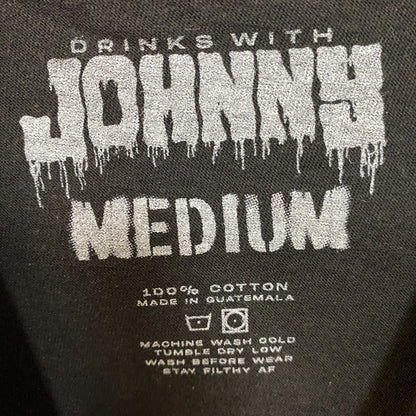 DRINKS WITH
JOHNNY
MEDIUM
100% COTTON
MADE IN GUATEMALA
MACHINE WASH COLD
TUMBLE DRY LOW
WASH BEFORE WEAR
STAY FILTHY AF